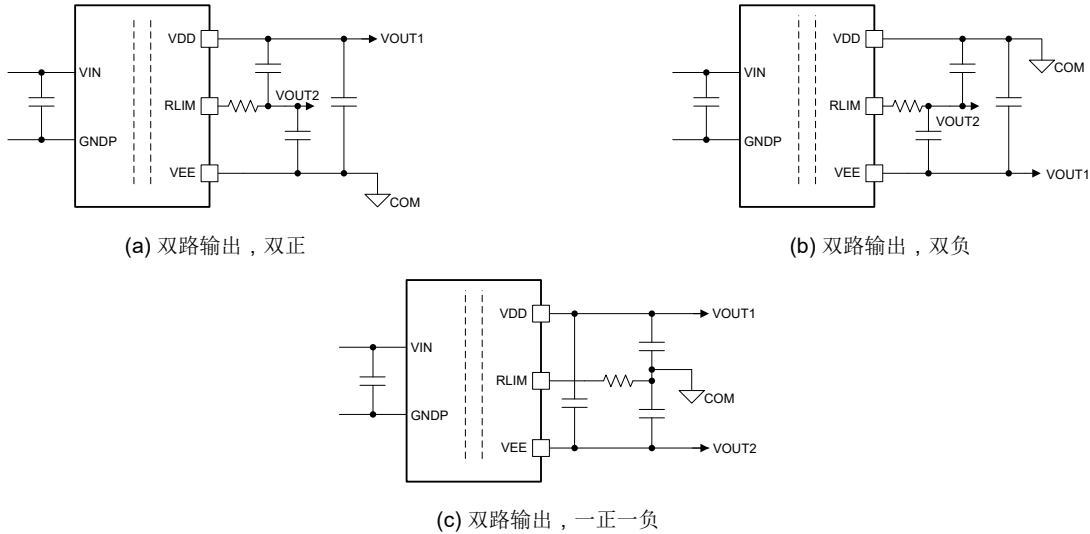 VDD
VOUT1
VIN
RLIM
VOUT2
GNDP
VEE
COM
(a) 双路输出，双正
VDD
COM
VIN
RLIM
VOUT2
GNDP
VEE
VOUT1
(b) 双路输出，双负
VDD
VOUT1
VIN
RLIM
COM
GNDP
VEE
VOUT2
(c) 双路输出，一正一负